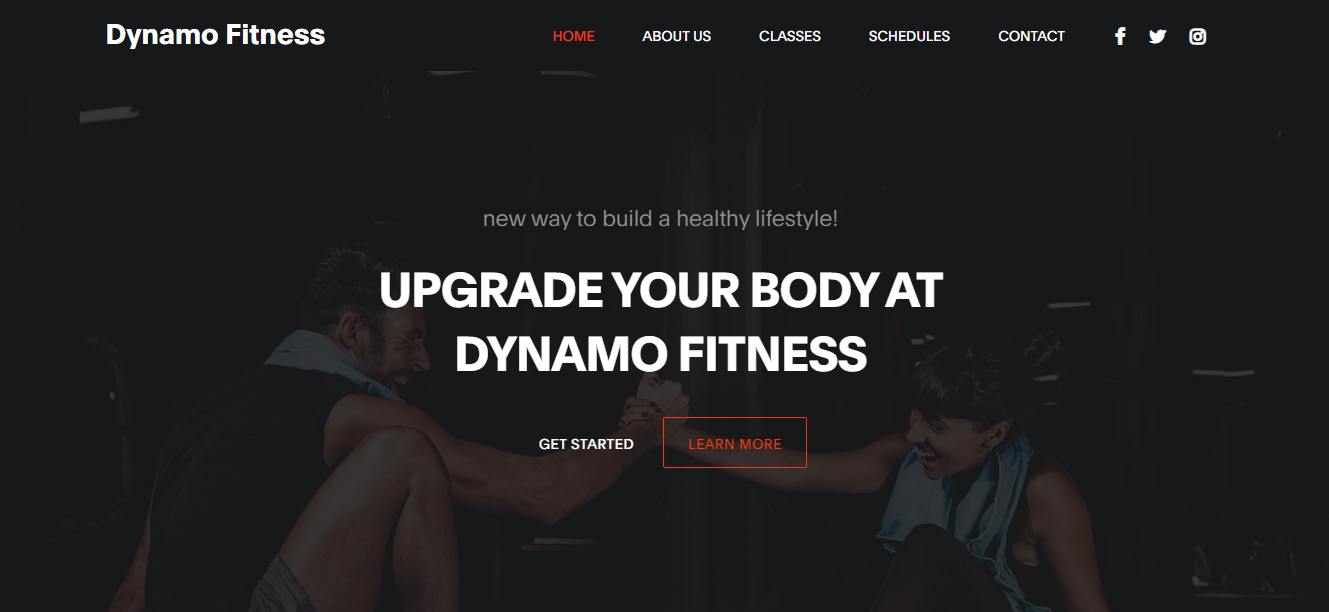 Dynamo Fitness
HOME ABOUT US CLASSES SCHEDULES CONTACT
new way to build a healthy lifestyle!
UPGRADE YOUR BODY AT
DYNAMO FITNESS
GET STARTED LEARN MORE